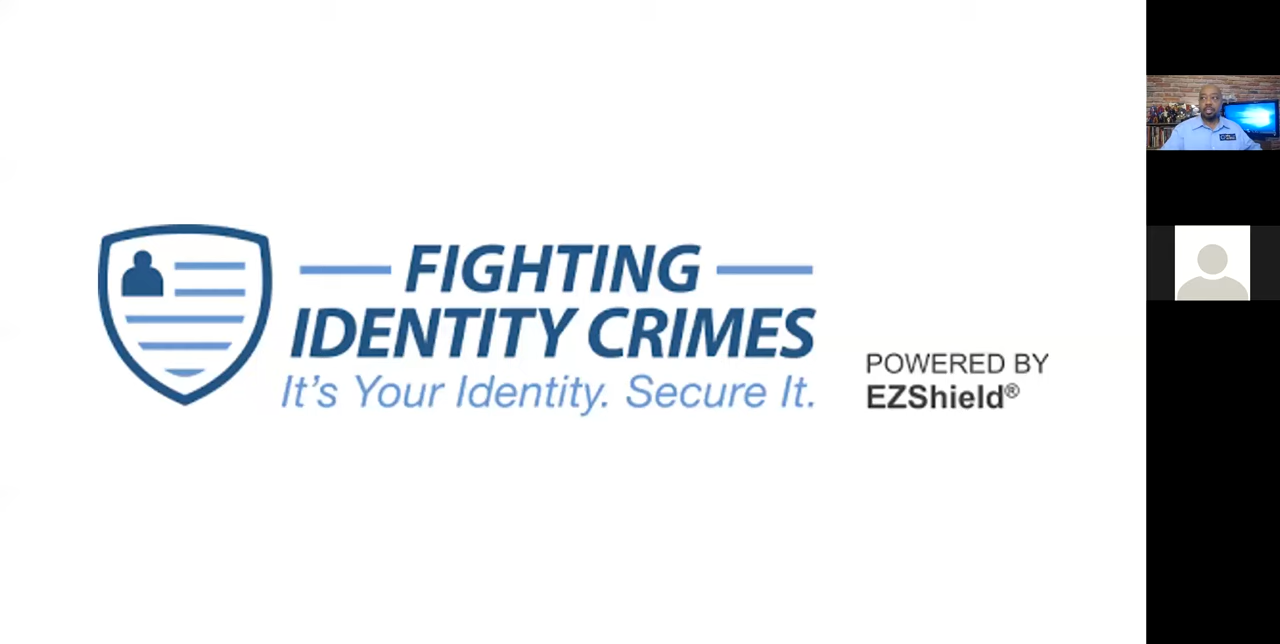 FIGHTING
IDENTITY CRIMES
It's Your Identity. Secure It.
POWERED BY
EZShield®